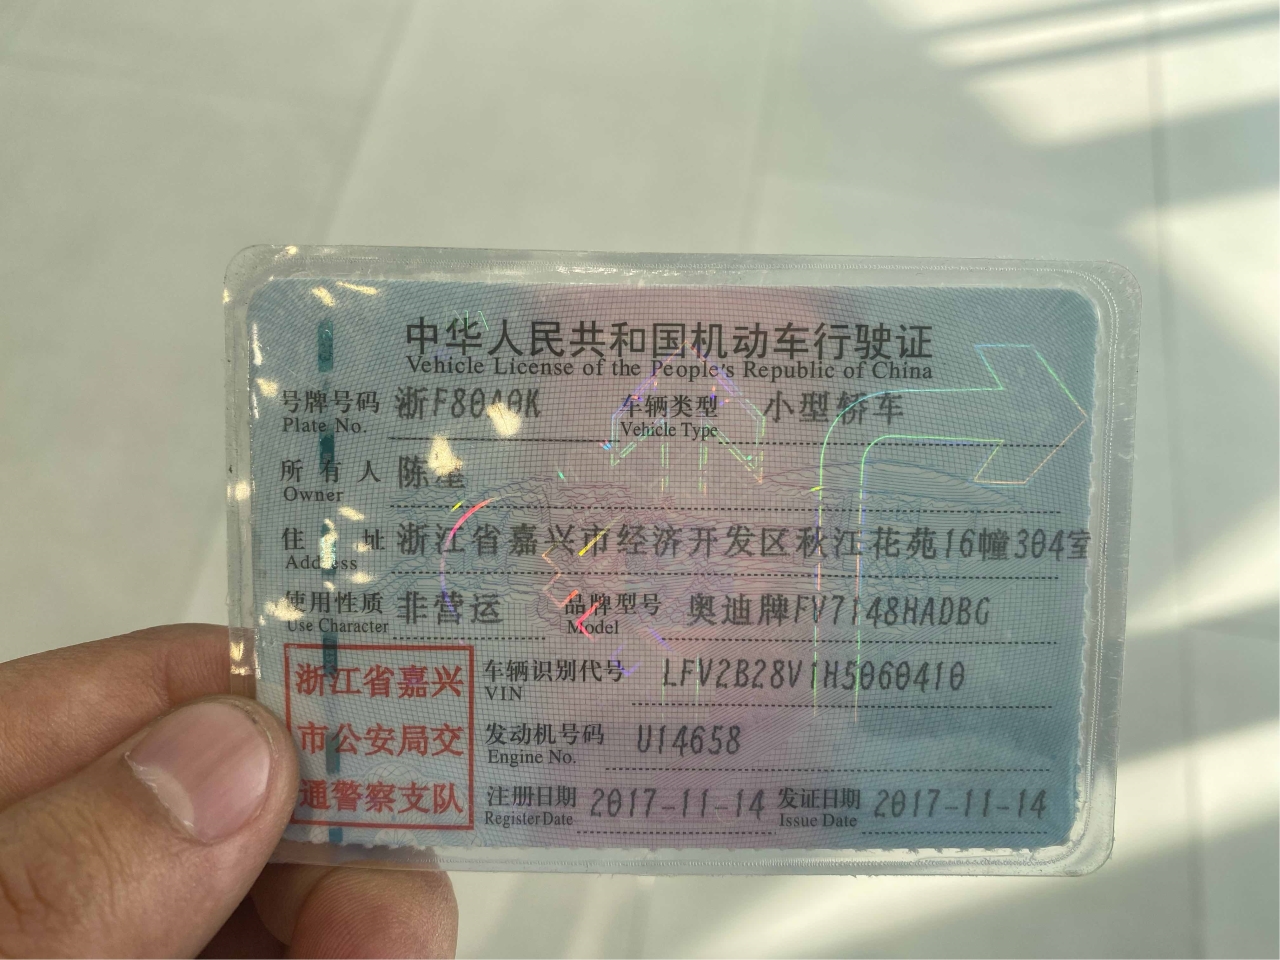 中华人民共和国机动车行驶证
Vehicle License of the People's Republic of China
号牌号码 浙F8040K 车辆类型 小型轿车
Plate No. Vehicle Type
所有人 陈
Owner
住址 浙江省嘉兴市经济开发区秋江花苑16幢304室
Address
使用性质 非营运 品牌型号 奥迪牌FV7148HADBG
Use Character Model
浙江省嘉兴 车辆识别代号 LFV2B28V1H5060410
VIN
市公安局交 发动机号码 U14658
Engine No.
通警察支队 注册日期 2017-11-14 发证日期 2017-11-14
Register Date Issue Date